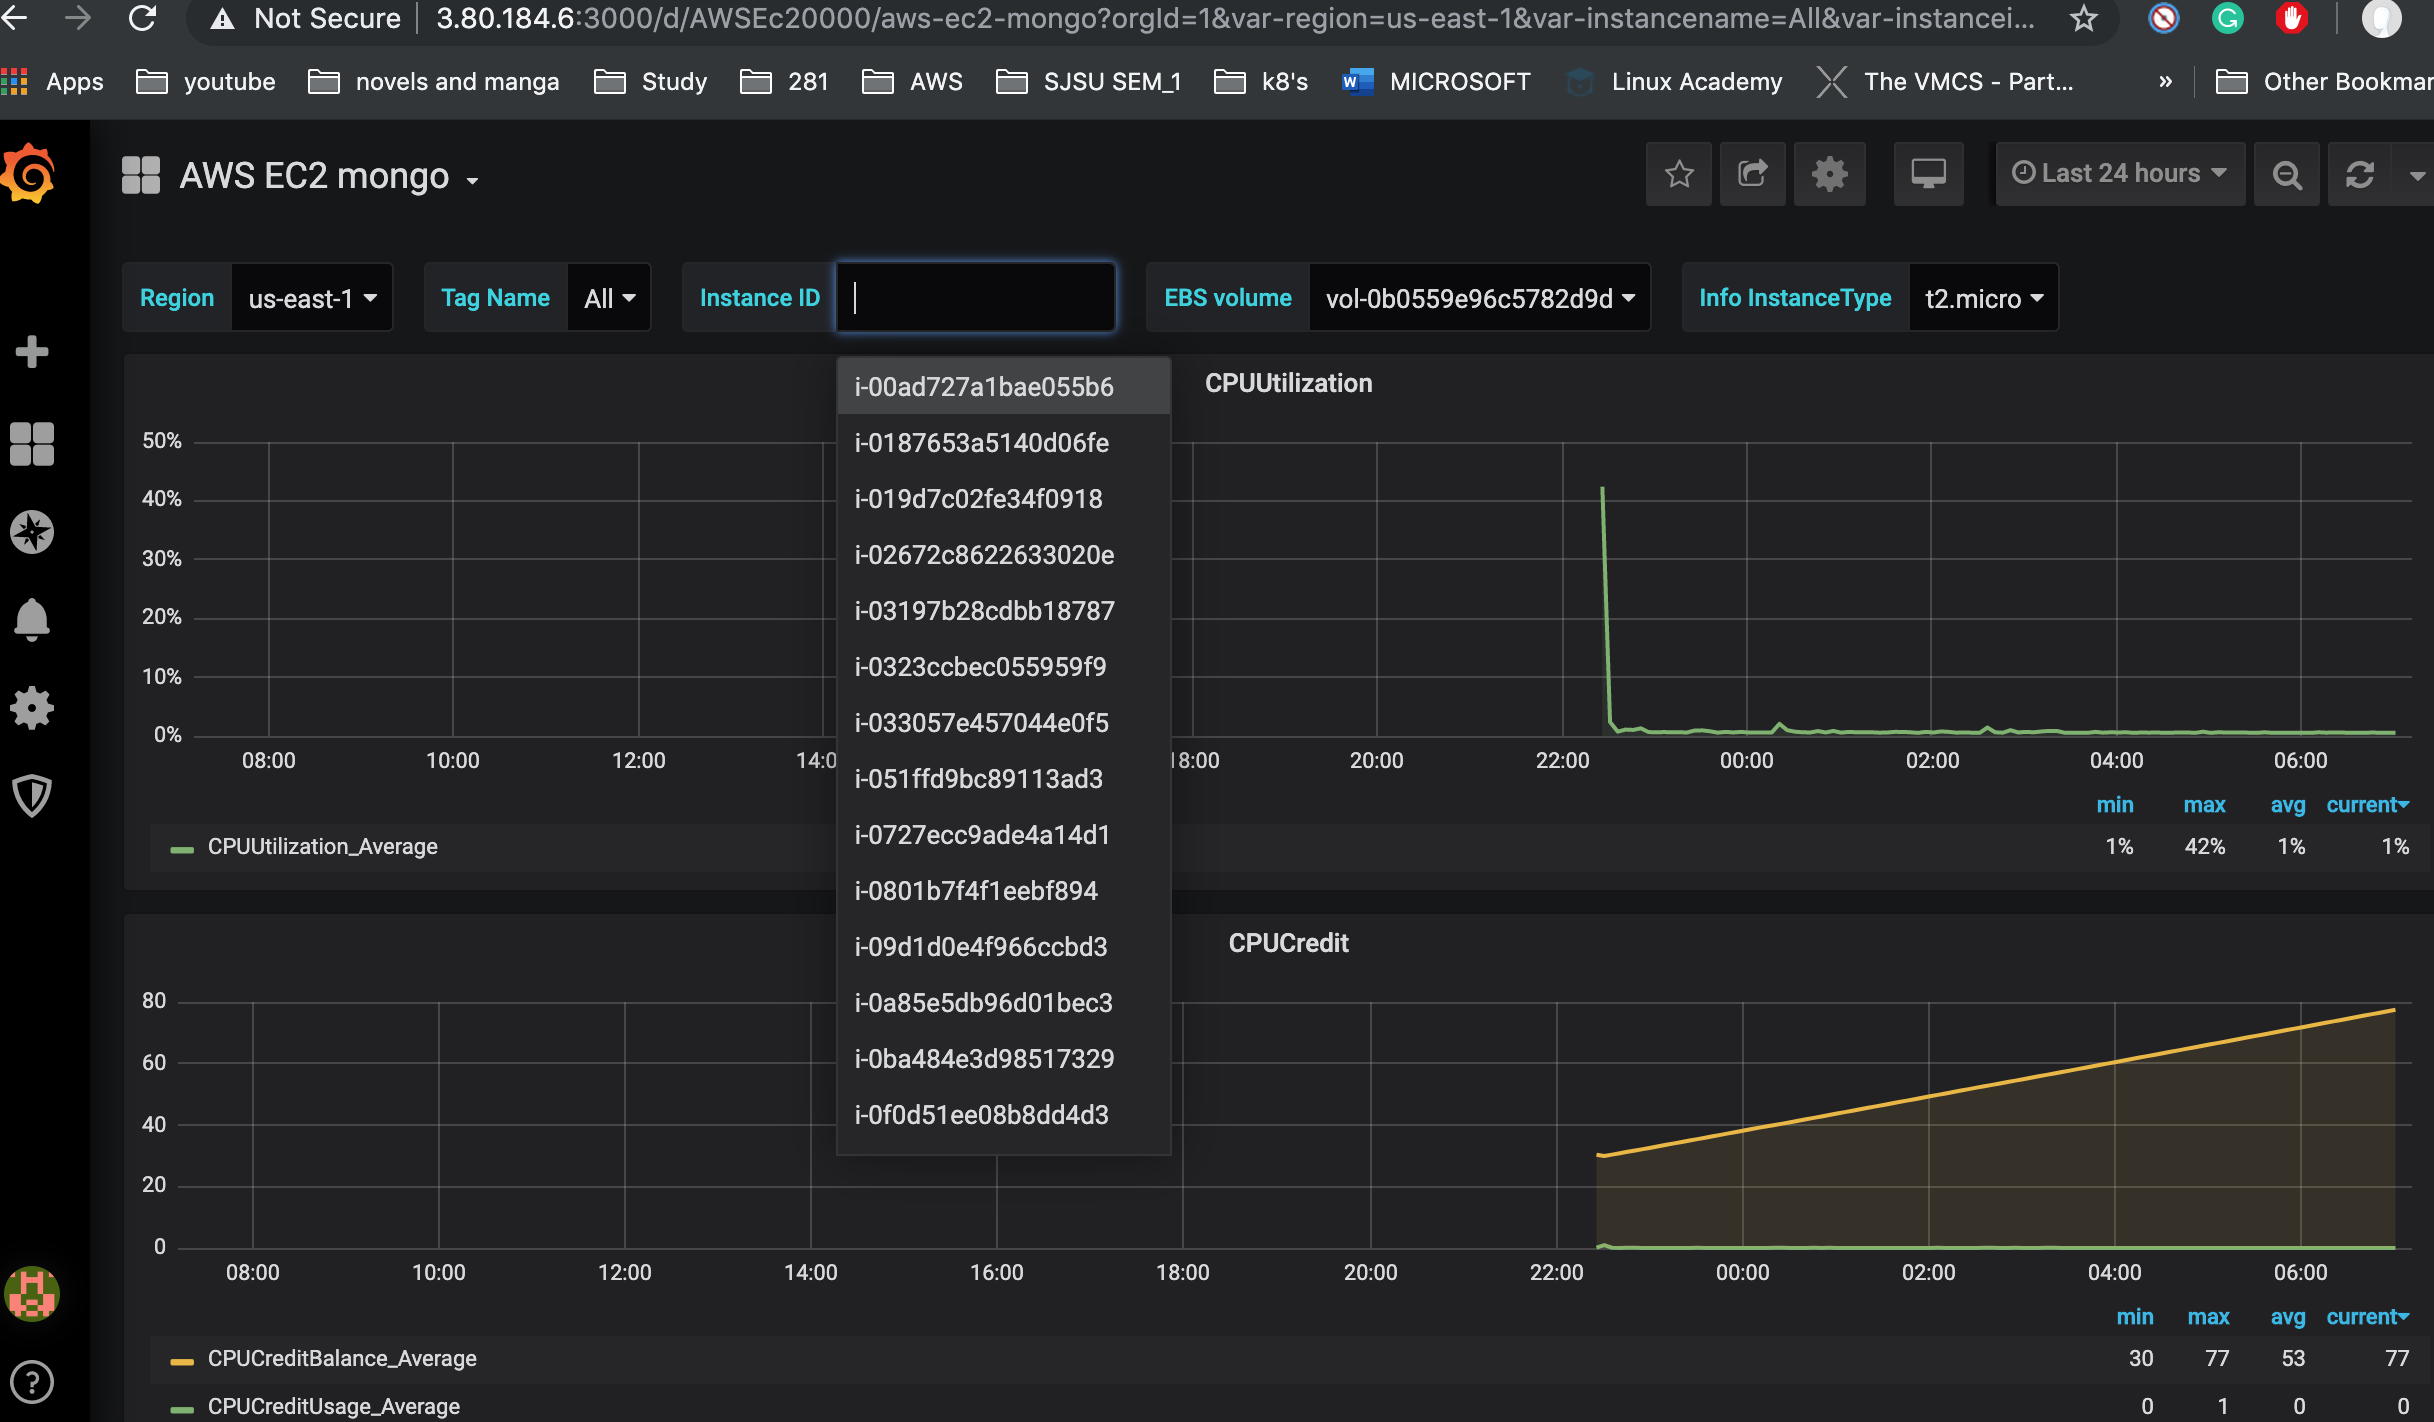 Not Secure 3.80.184.6:3000/d/AWSEc20000/aws-ec2-mongo?orgId=1&var-region=us-east-1&var-instancename=All&var-instancei...
Apps youtube novels and manga Study 281 AWS SJSU SEM_1 k8's MICROSOFT Linux Academy The VMCS - Part... » Other Bookmar
AWS EC2 mongo Last 24 hours
Region us-east-1 Tag Name All Instance ID EBS volume vol-0b0559e96c5782d9d Info InstanceType t2.micro
i-00ad727a1bae055b6
i-0187653a5140d06fe
i-019d7c02fe34f0918
i-02672c8622633020e
i-03197b28cdbb18787
i-0323ccbec055959f9
i-033057e457044e0f5
i-051ffd9bc89113ad3
i-0727ecc9ade4a14d1
i-0801b7f4f1eebf894
i-09d1d0e4f966ccbd3
i-0a85e5db96d01bec3
i-0ba484e3d98517329
i-0f0d51ee08b8dd4d3
CPUUtilization
50%
40%
30%
20%
10%
0%
08:00 10:00 12:00 14:0 18:00 20:00 22:00 00:00 02:00 04:00 06:00
min max avg current
CPUUtilization_Average 1% 42% 1% 1%
CPUCredit
80
60
40
20
0
08:00 10:00 12:00 14:00 16:00 18:00 20:00 22:00 00:00 02:00 04:00 06:00
min max avg current
CPUCreditBalance_Average 30 77 53 77
CPUCreditUsage_Average 0 1 0 0